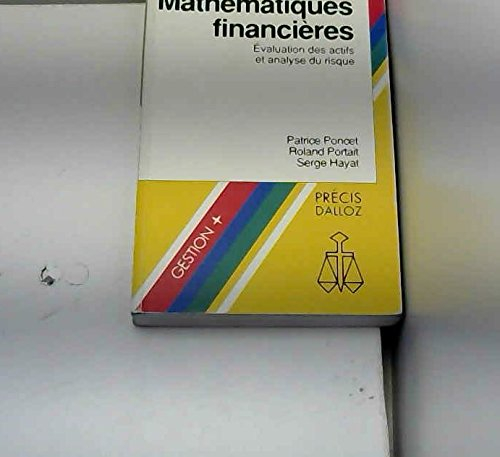 Mathématiques
financières
Évaluation des actifs
et analyse du risque
Patrice Poncet
Roland Portait
Serge Hayat
PRÉCIS
DALLOZ
GESTION +